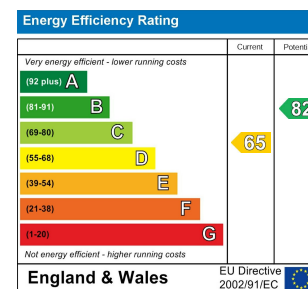 Energy Efficiency Rating
Current Potenti
Very energy efficient - lower running costs
(92 plus) A
(81-91) B
82
(69-80) C
65
(55-68) D
(39-54) E
(21-38) F
(1-20) G
Not energy efficient - higher running costs
England & Wales
EU Directive
2002/91/EC